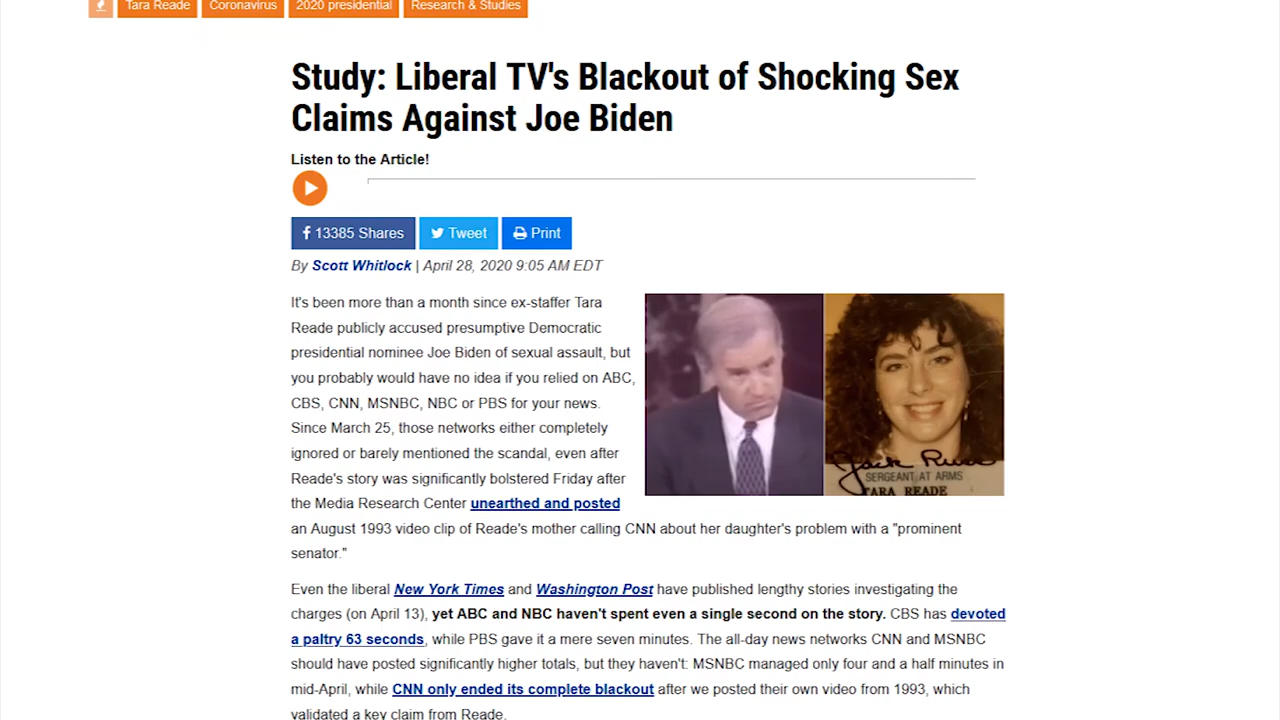 Tara Reade Coronavirus 2020 presidential Research & Studies
Study: Liberal TV's Blackout of Shocking Sex
Claims Against Joe Biden
Listen to the Article!
13385 Shares Tweet Print
By Scott Whitlock | April 28, 2020 9:05 AM EDT
It's been more than a month since ex-staffer Tara
Reade publicly accused presumptive Democratic
presidential nominee Joe Biden of sexual assault, but
you probably would have no idea if you relied on ABC,
CBS, CNN, MSNBC, NBC or PBS for your news.
Since March 25, those networks either completely
ignored or barely mentioned the scandal, even after
Reade's story was significantly bolstered Friday after
the Media Research Center unearthed and posted
an August 1993 video clip of Reade's mother calling CNN about her daughter's problem with a "prominent
senator."
SERGEANT AT ARMS
TARA READE
Even the liberal New York Times and Washington Post have published lengthy stories investigating the
charges (on April 13), yet ABC and NBC haven't spent even a single second on the story. CBS has devoted
a paltry 63 seconds, while PBS gave it a mere seven minutes. The all-day news networks CNN and MSNBC
should have posted significantly higher totals, but they haven't: MSNBC managed only four and a half minutes in
mid-April, while CNN only ended its complete blackout after we posted their own video from 1993, which
validated a key claim from Reade.